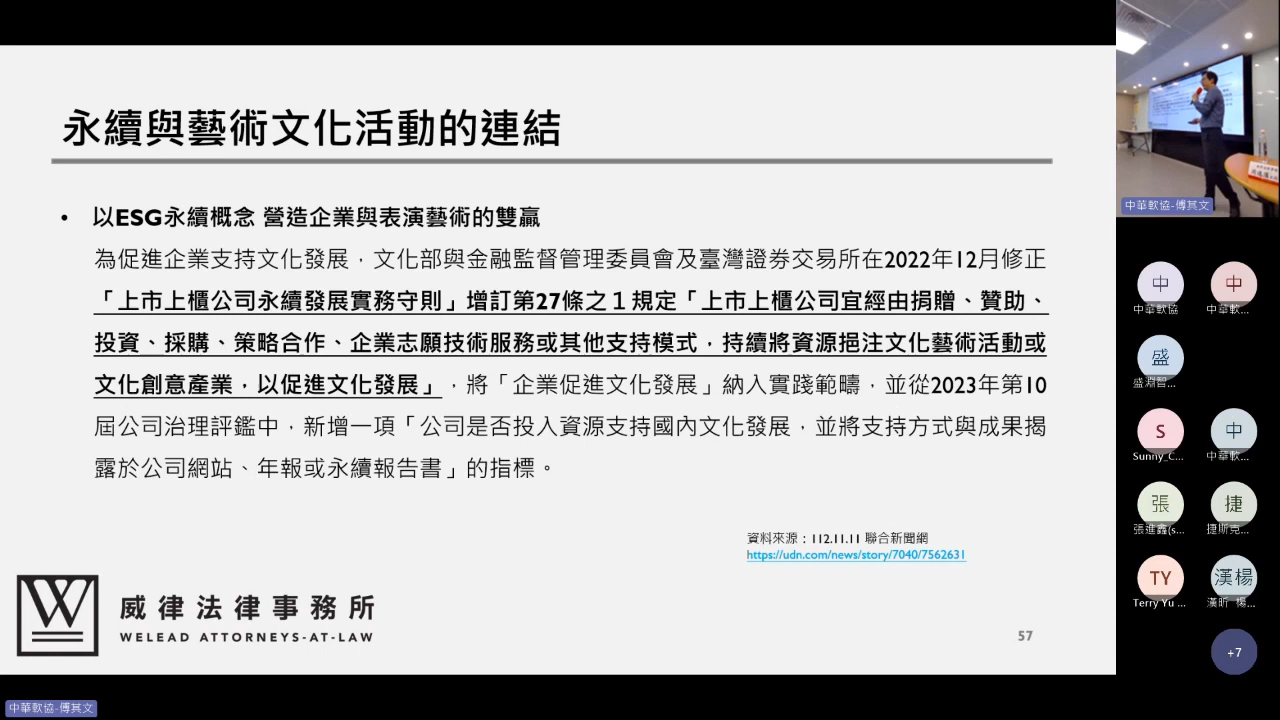 永續與藝術文化活動的連結
• 以ESG永續概念 營造企業與表演藝術的雙贏
為促進企業支持文化發展，文化部與金融監督管理委員會及臺灣證券交易所在2022年12月修正
「上市上櫃公司永續發展實務守則」增訂第27條之１規定「上市上櫃公司宜經由捐贈、贊助、
投資、採購、策略合作、企業志願技術服務或其他支持模式，持續將資源挹注文化藝術活動或
文化創意產業，以促進文化發展」，將「企業促進文化發展」納入實踐範疇，並從2023年第10
屆公司治理評鑑中，新增一項「公司是否投入資源支持國內文化發展，並將支持方式與成果揭
露於公司網站、年報或永續報告書」的指標。
資料來源：112.11.11 聯合新聞網
https://udn.com/news/story/7040/7562631
W
威律法律事務所
WELEAD ATTORNEYS-AT-LAW
57
中華軟協-傅其文
中華軟協-傅其文
中
中
中華軟協
中華軟...
盛
盛淵智...
S
中
Sunny_C...
中華軟...
張
捷
張進鑫(s...
捷斯克...
TY
漢楊
Terry Yu ...
漢昕 楊...
+7